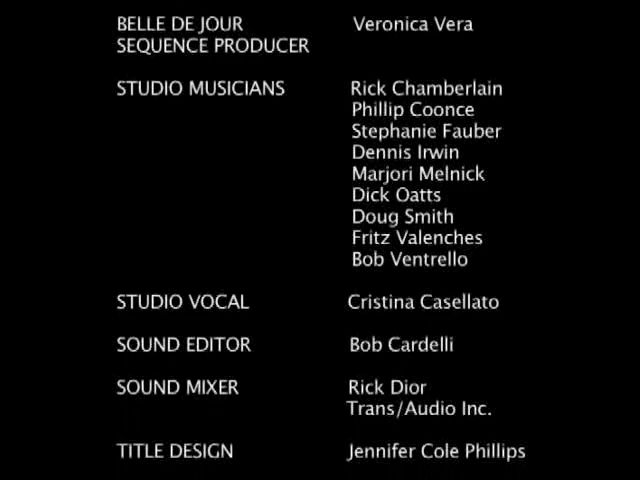 BELLE DE JOUR Veronica Vera
SEQUENCE PRODUCER
STUDIO MUSICIANS Rick Chamberlain
Phillip Coonce
Stephanie Fauber
Dennis Irwin
Marjori Melnick
Dick Oatts
Doug Smith
Fritz Valenches
Bob Ventrello
STUDIO VOCAL Cristina Casellato
SOUND EDITOR Bob Cardelli
SOUND MIXER Rick Dior
Trans/Audio Inc.
TITLE DESIGN Jennifer Cole Phillips